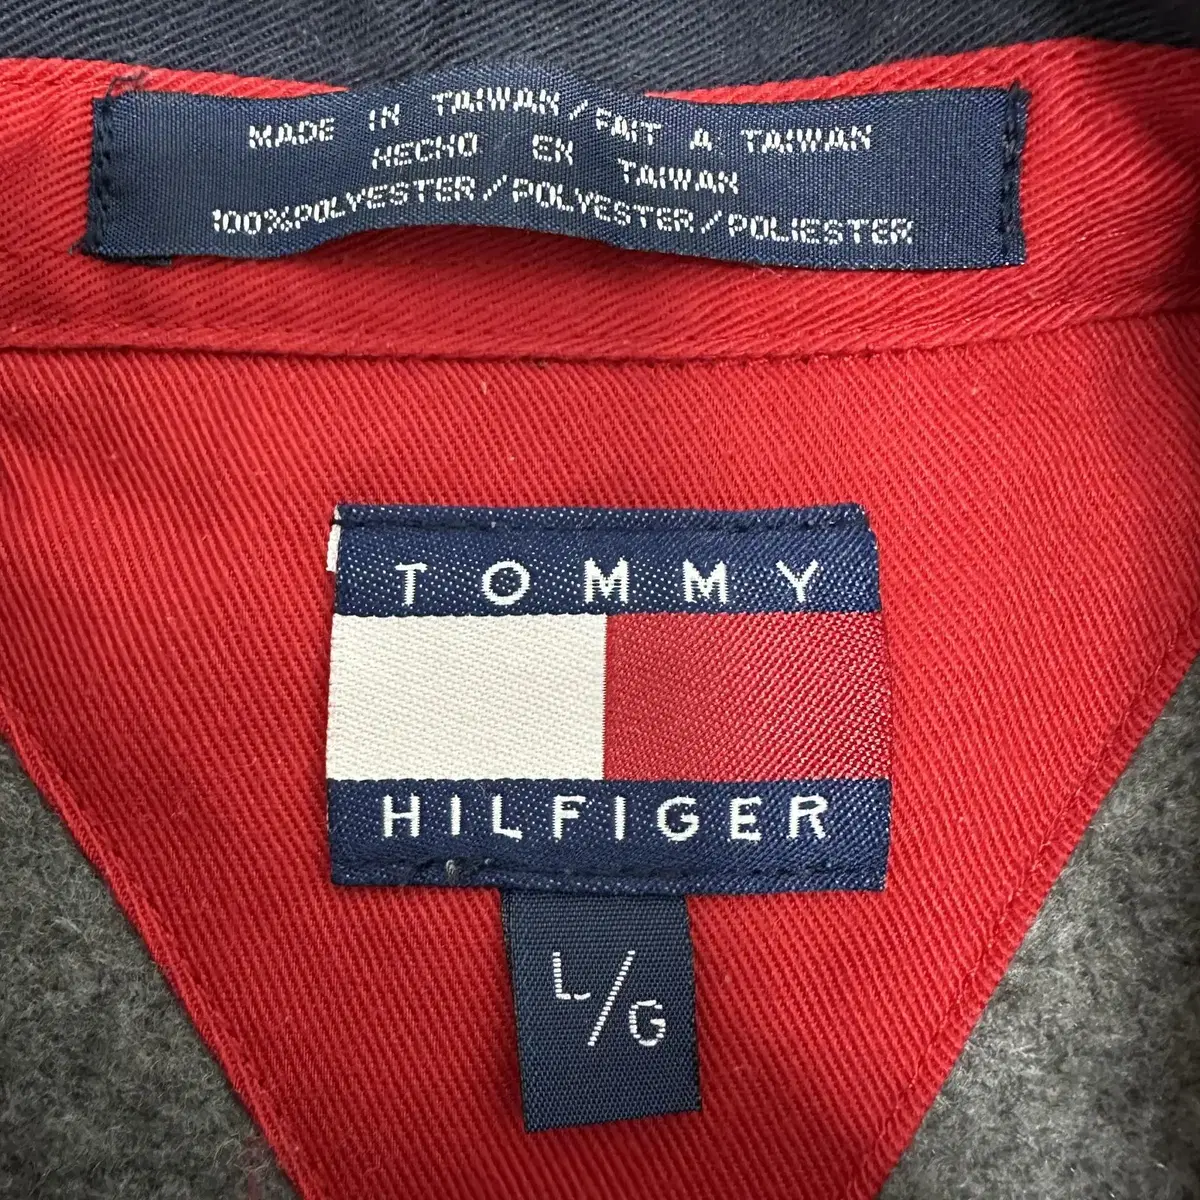 MADE IN TAIWAN/FAIT A TAIWAN
HECHO EN TAIWAN
100%POLYESTER/POLYESTER/POLIESTER
TOMMY
HILFIGER
L/G